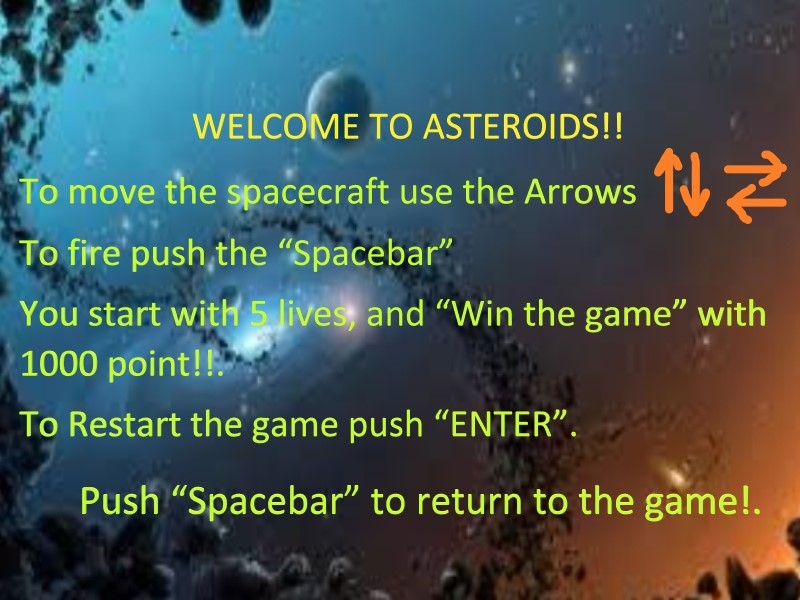 WELCOME TO ASTEROIDS!!
To move the spacecraft use the Arrows
To fire push the “Spacebar”
You start with 5 lives, and “Win the game” with
1000 point!!.
To Restart the game push “ENTER”.
Push “Spacebar” to return to the game!.